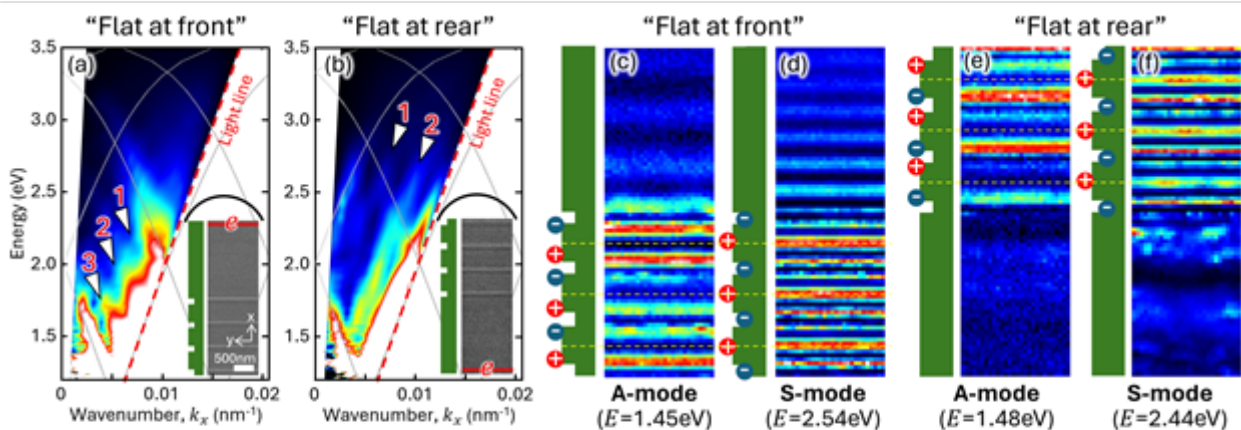 “Flat at front”
“Flat at rear”
“Flat at front”
“Flat at rear”
(a)
3.5
3.0
2.5
2.0
1.5
Energy (eV)
0
0.01
0.02
Wavenumber, kₓ (nm⁻¹)
Light line
1
2
3
e
x
y
500nm
(b)
3.5
3.0
2.5
2.0
1.5
0
0.01
0.02
Wavenumber, kₓ (nm⁻¹)
Light line
1
2
e
500nm
(c)
− + − + − +
A-mode
(E=1.45eV)
(d)
− + − + − + −
S-mode
(E=2.54eV)
(e)
+ − + − + −
A-mode
(E=1.48eV)
(f)
− + − + − + −
S-mode
(E=2.44eV)